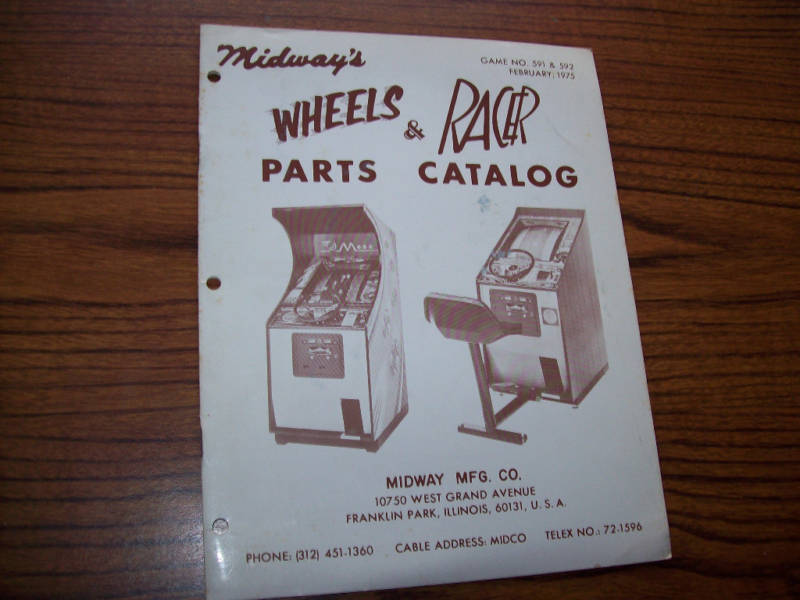 Midway's
GAME NO. 591 & 592
FEBRUARY, 1975
WHEELS & RACER
PARTS CATALOG
MIDWAY MFG. CO.
10750 WEST GRAND AVENUE
FRANKLIN PARK, ILLINOIS, 60131, U. S. A.
PHONE: (312) 451-1360 CABLE ADDRESS: MIDCO TELEX NO.: 72-1596